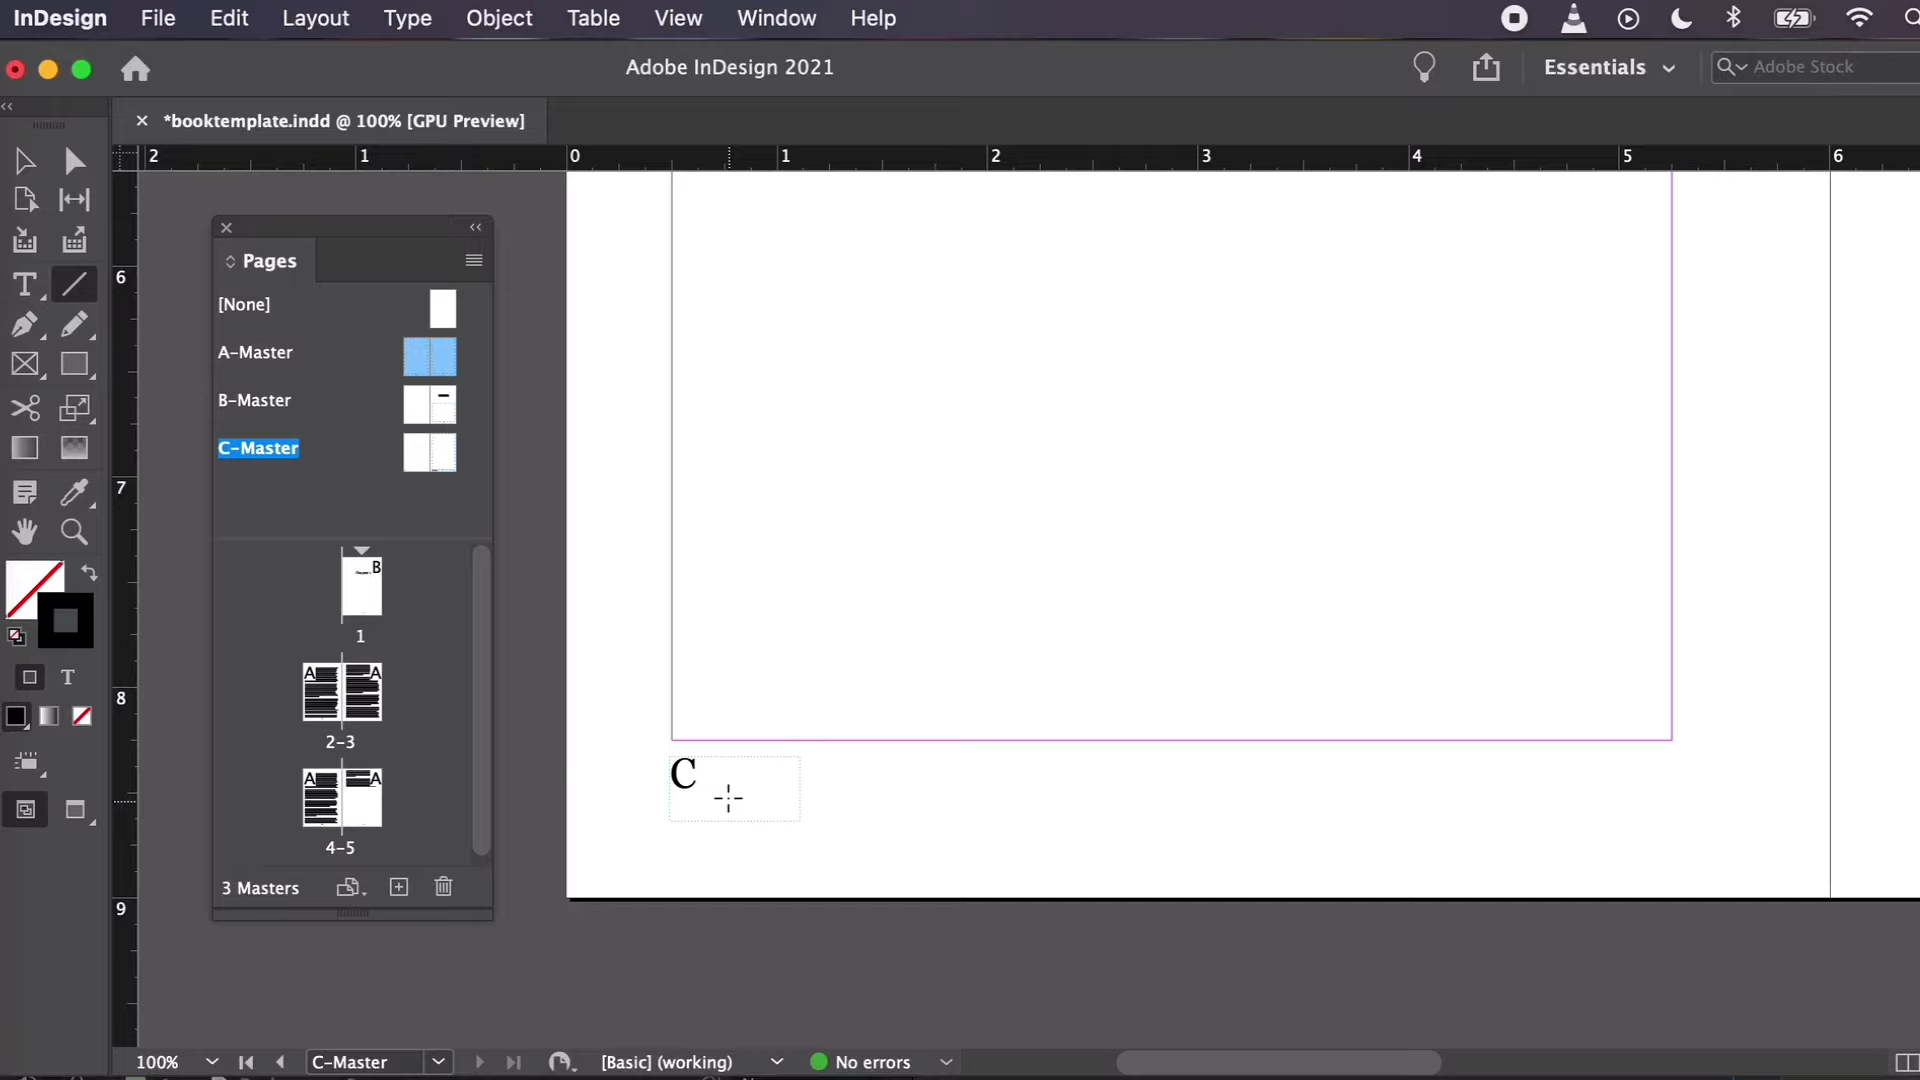 InDesign File Edit Layout Type Object Table View Window Help
Adobe InDesign 2021
Essentials
Adobe Stock
*booktemplate.indd @ 100% [GPU Preview]
2 1 0 1 2 3 4 5 6
6
7
8
9
Pages
[None]
A-Master
B-Master
C-Master
B
1
A A
2-3
A A
4-5
3 Masters
T
T
C
100% C-Master [Basic] (working) No errors